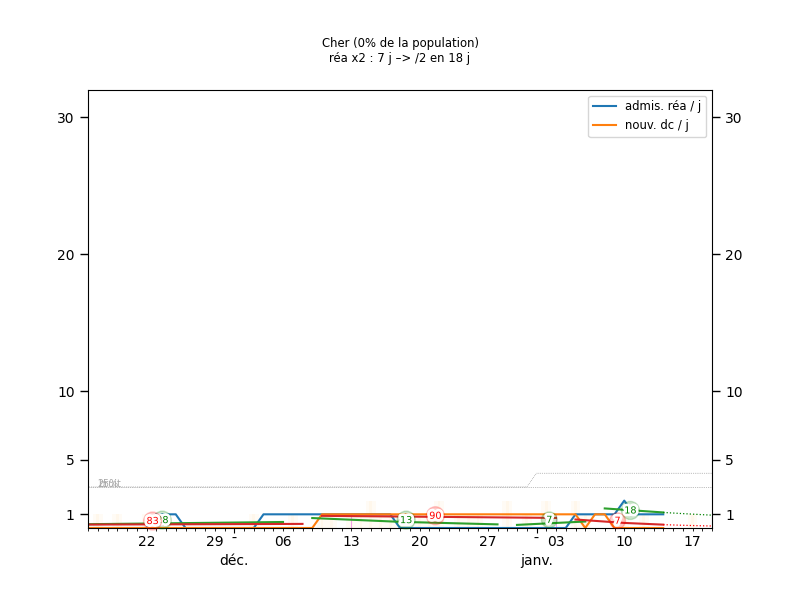 Cher (0% de la population)
réa x2 : 7 j –> /2 en 18 j
admis. réa / j
nouv. dc / j
30 30
20 20
10 10
5 5
1 1
83 8 13 90 7 7 18
22 29 - 06 13 20 27 - 03 10 17
déc. janv.